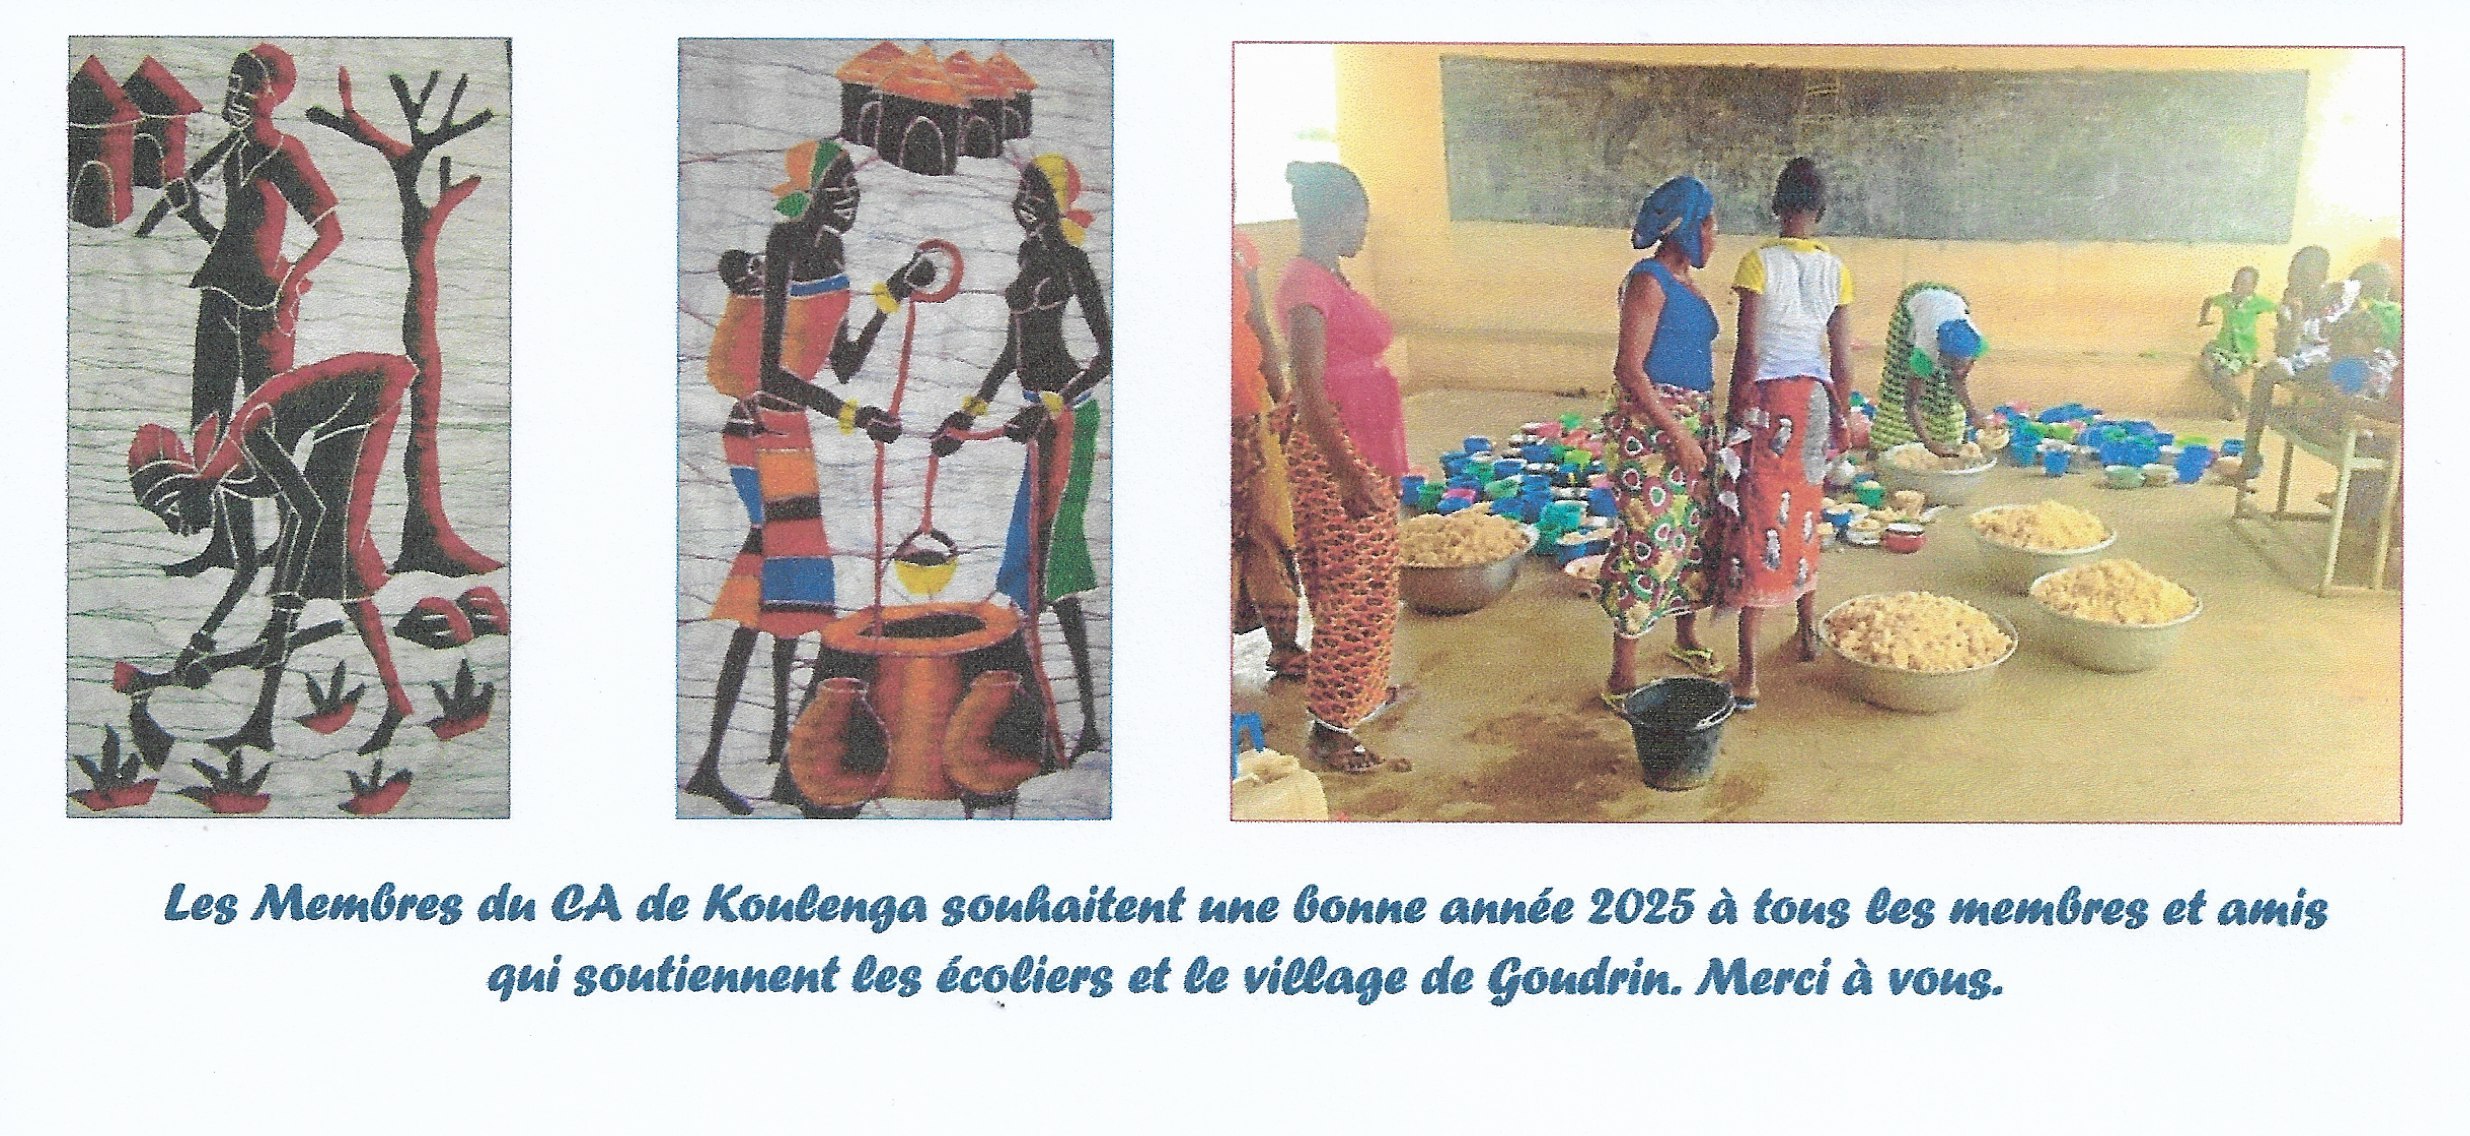 Les Membres du CA de Koulenga souhaitent une bonne année 2025 à tous les membres et amis
qui soutiennent les écoliers et le village de Goudrin. Merci à vous.